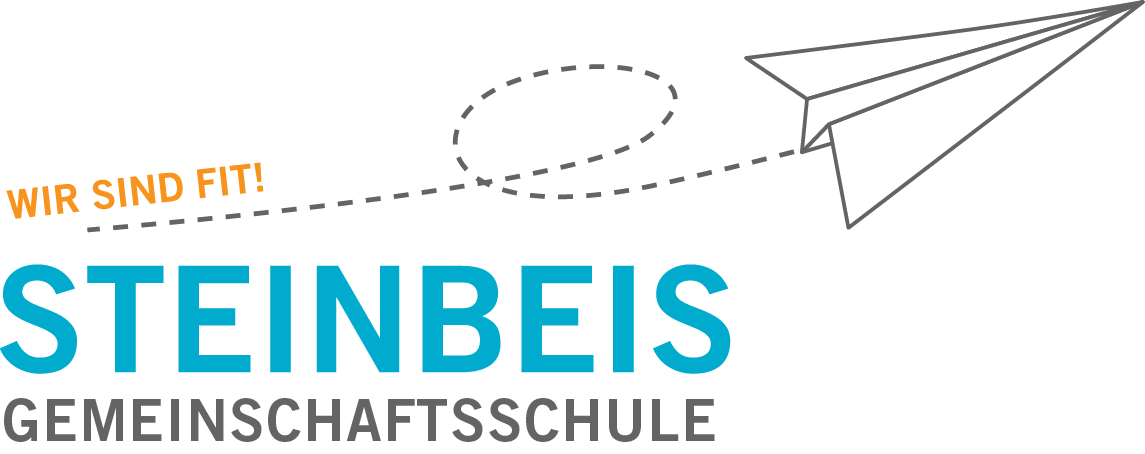 WIR SIND FIT!
STEINBEIS
GEMEINSCHAFTSSCHULE